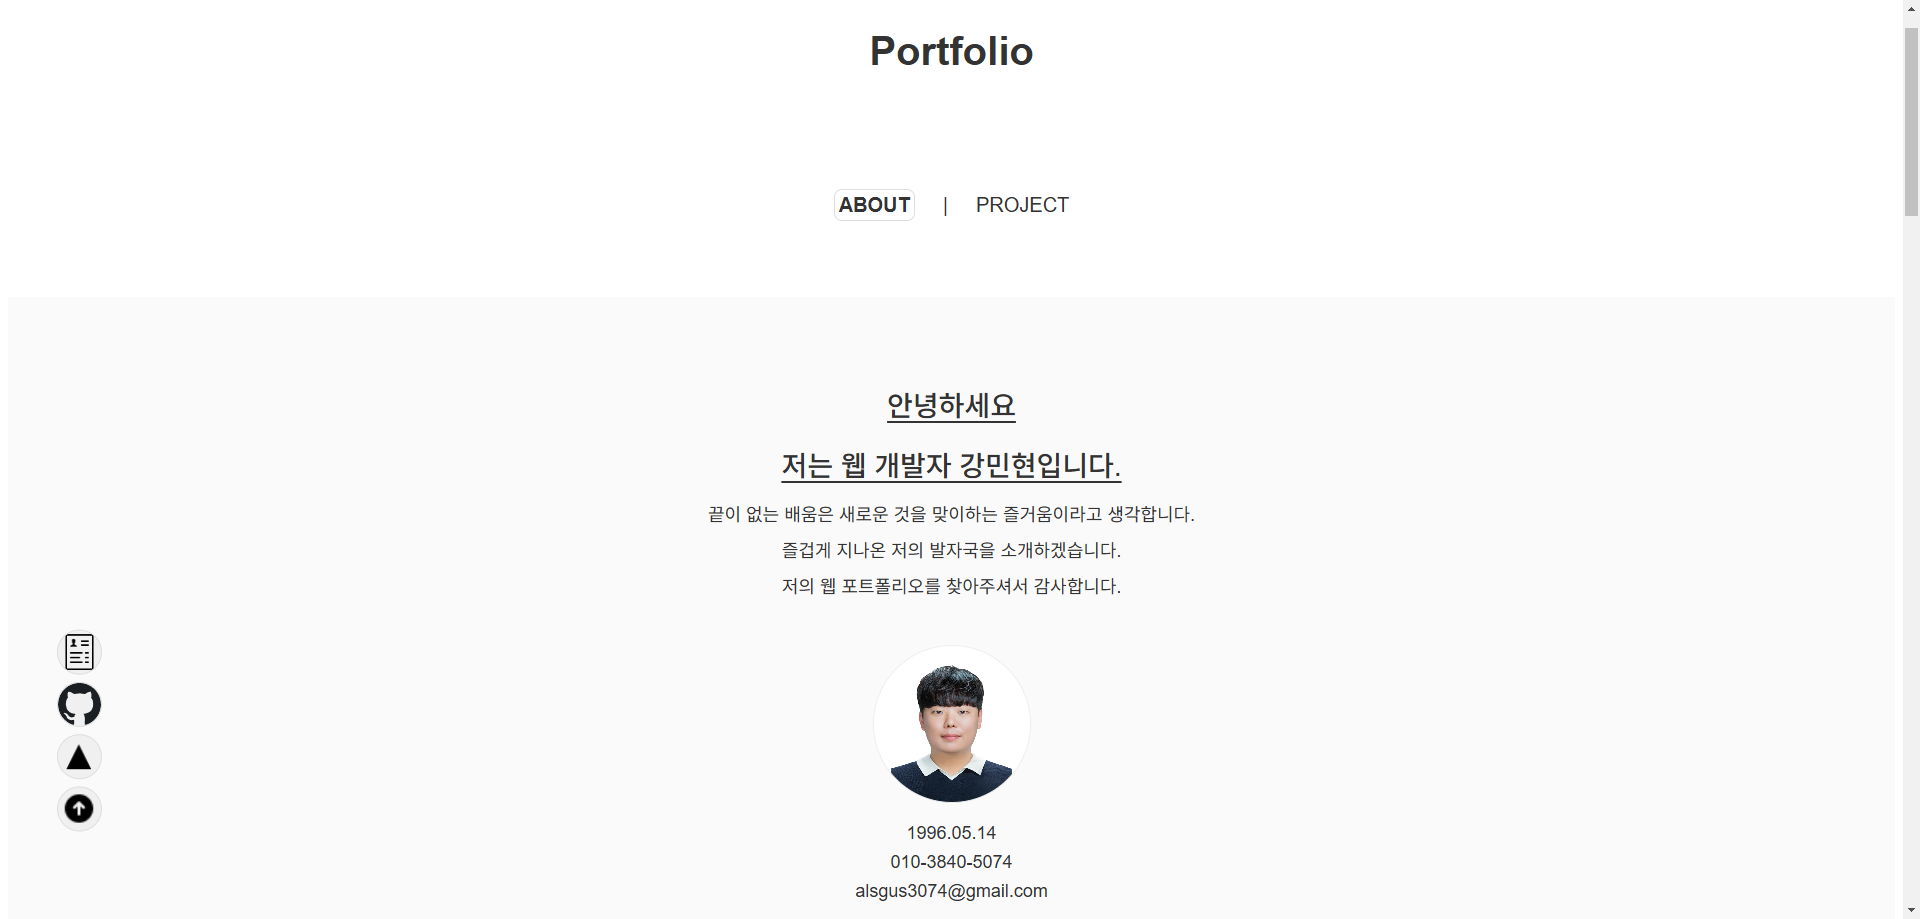 Portfolio
ABOUT | PROJECT
안녕하세요
저는 웹 개발자 강민현입니다.
끝이 없는 배움은 새로운 것을 맞이하는 즐거움이라고 생각합니다.
즐겁게 지나온 저의 발자국을 소개하겠습니다.
저의 웹 포트폴리오를 찾아주셔서 감사합니다.
1996.05.14
010-3840-5074
alsgus3074@gmail.com